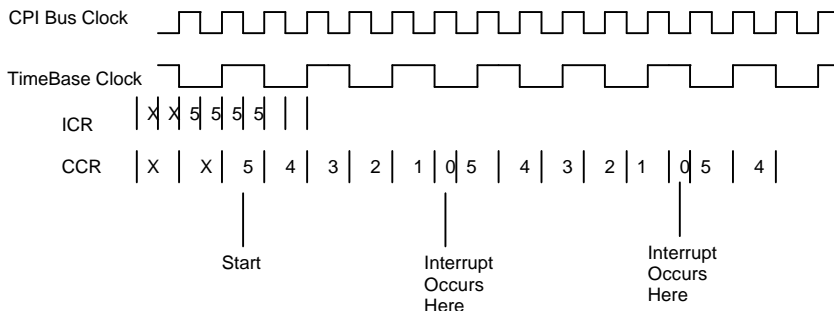 CPI Bus Clock
TimeBase Clock
ICR X X 5 5 5 5
CCR X X 5 4 3 2 1 0 5 4 3 2 1 0 5 4
Start
Interrupt
Occurs
Here
Interrupt
Occurs
Here